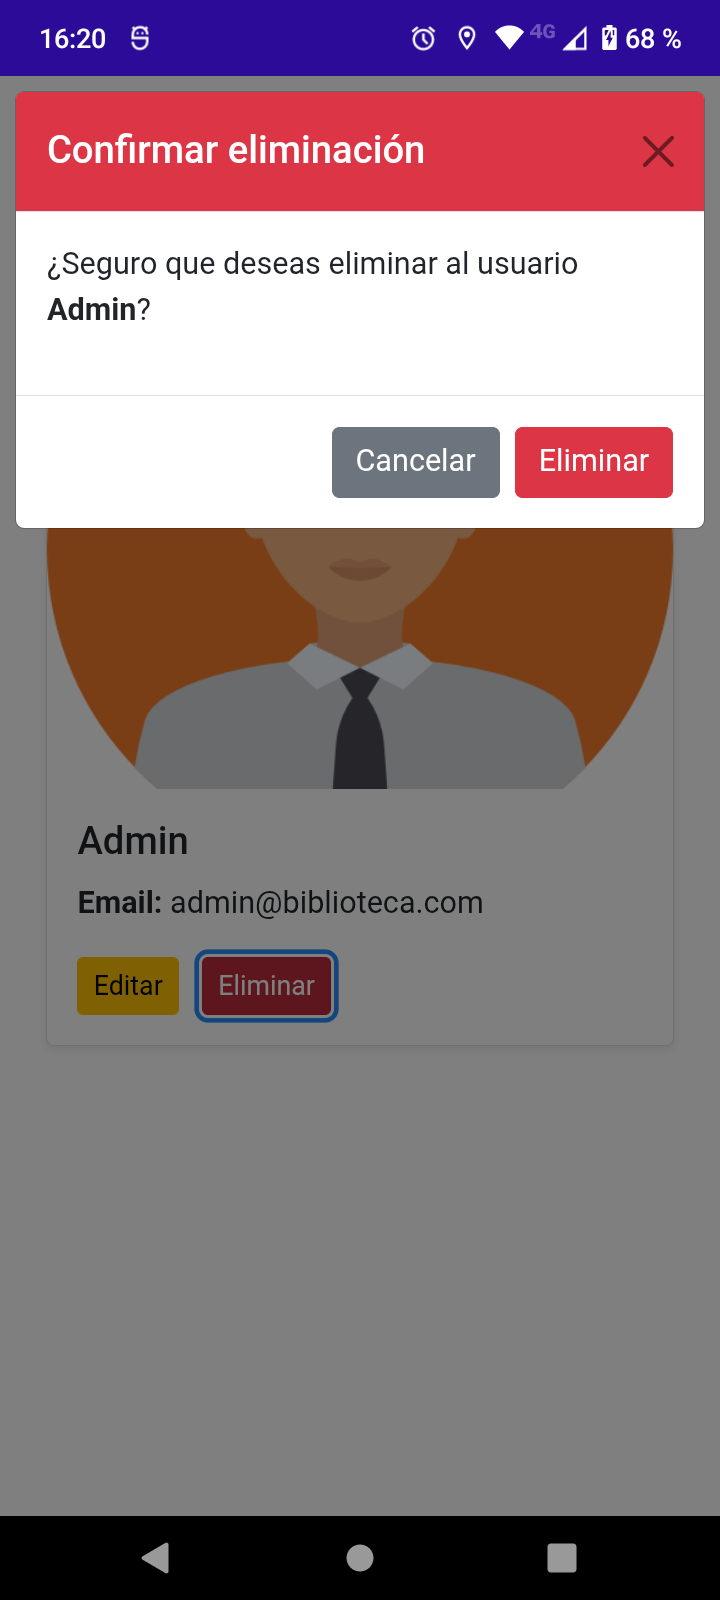 16:20 4G 68 %
Confirmar eliminación
¿Seguro que deseas eliminar al usuario
Admin?
Cancelar Eliminar
Admin
Email: admin@biblioteca.com
Editar Eliminar